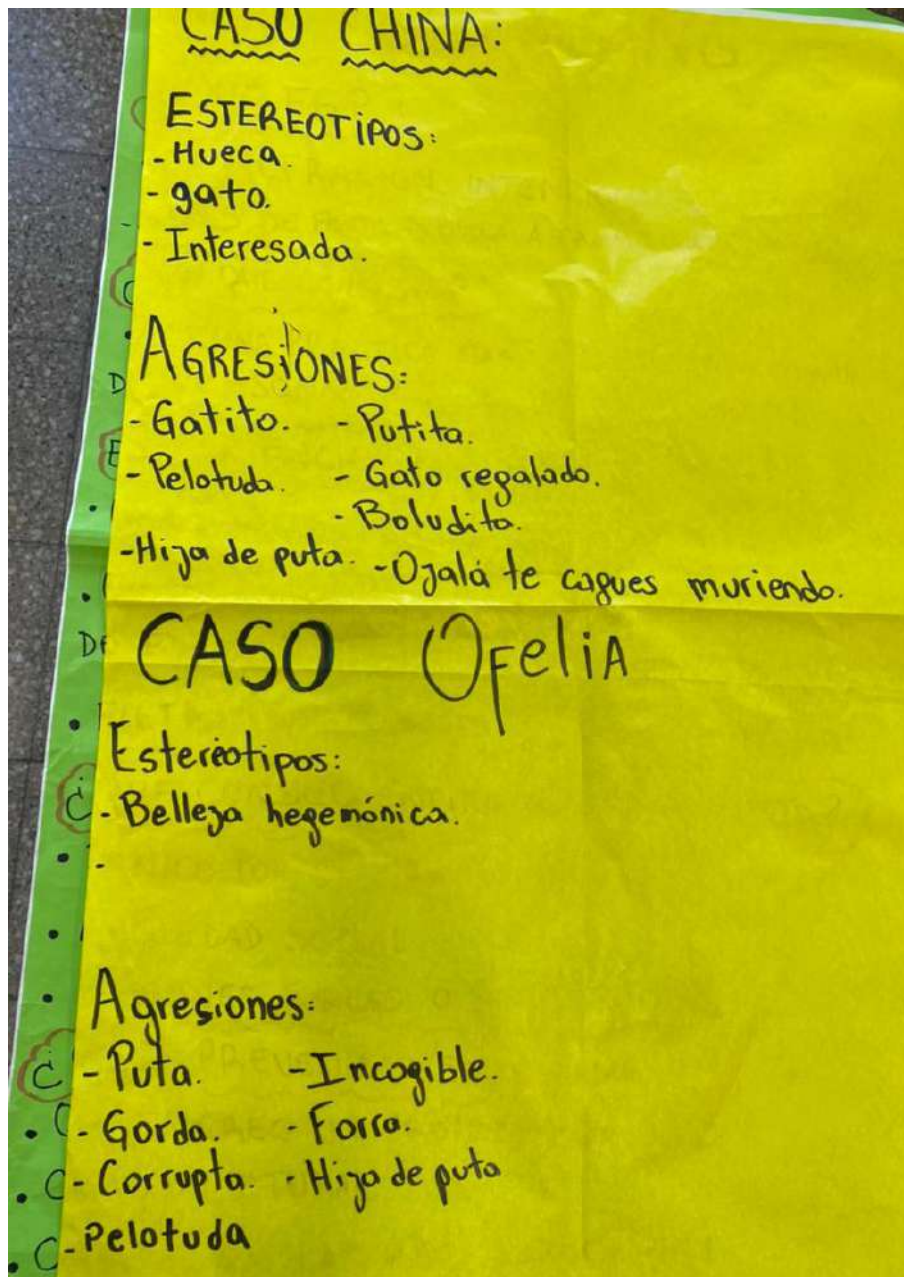 CASO CHINA:
ESTEREOTIPOS:
- Hueca.
- gato.
- Interesada.
AGRESIONES:
- Gatito. - Putita.
- Pelotuda. - Gato regalado.
- Boludita.
- Hija de puta. - Ojalá te cagues muriendo.
CASO OfeliA
Estereotipos:
- Belleza hegemónica.
-
Agresiones:
- Puta. - Incogible.
- Gorda. - Forra.
- Corrupta. - Hija de puta
- Pelotuda